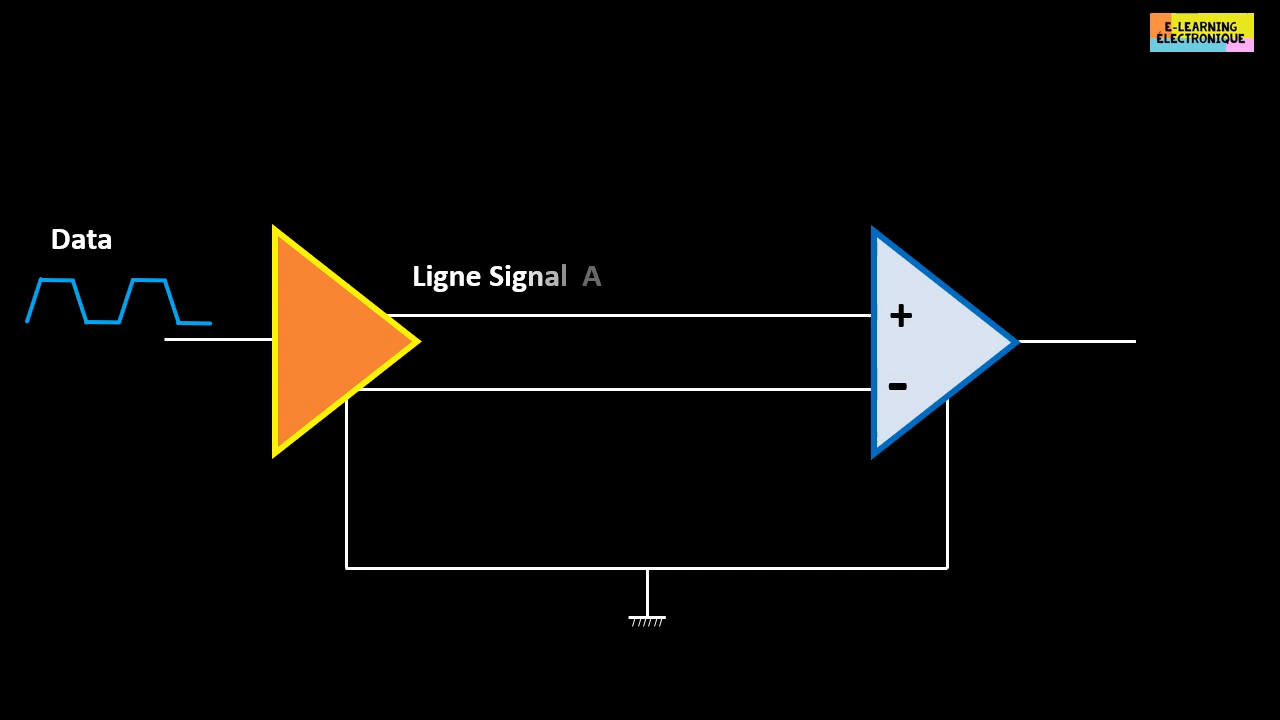 E-LEARNING
ÉLECTRONIQUE
Data
Ligne Signal A
+
-